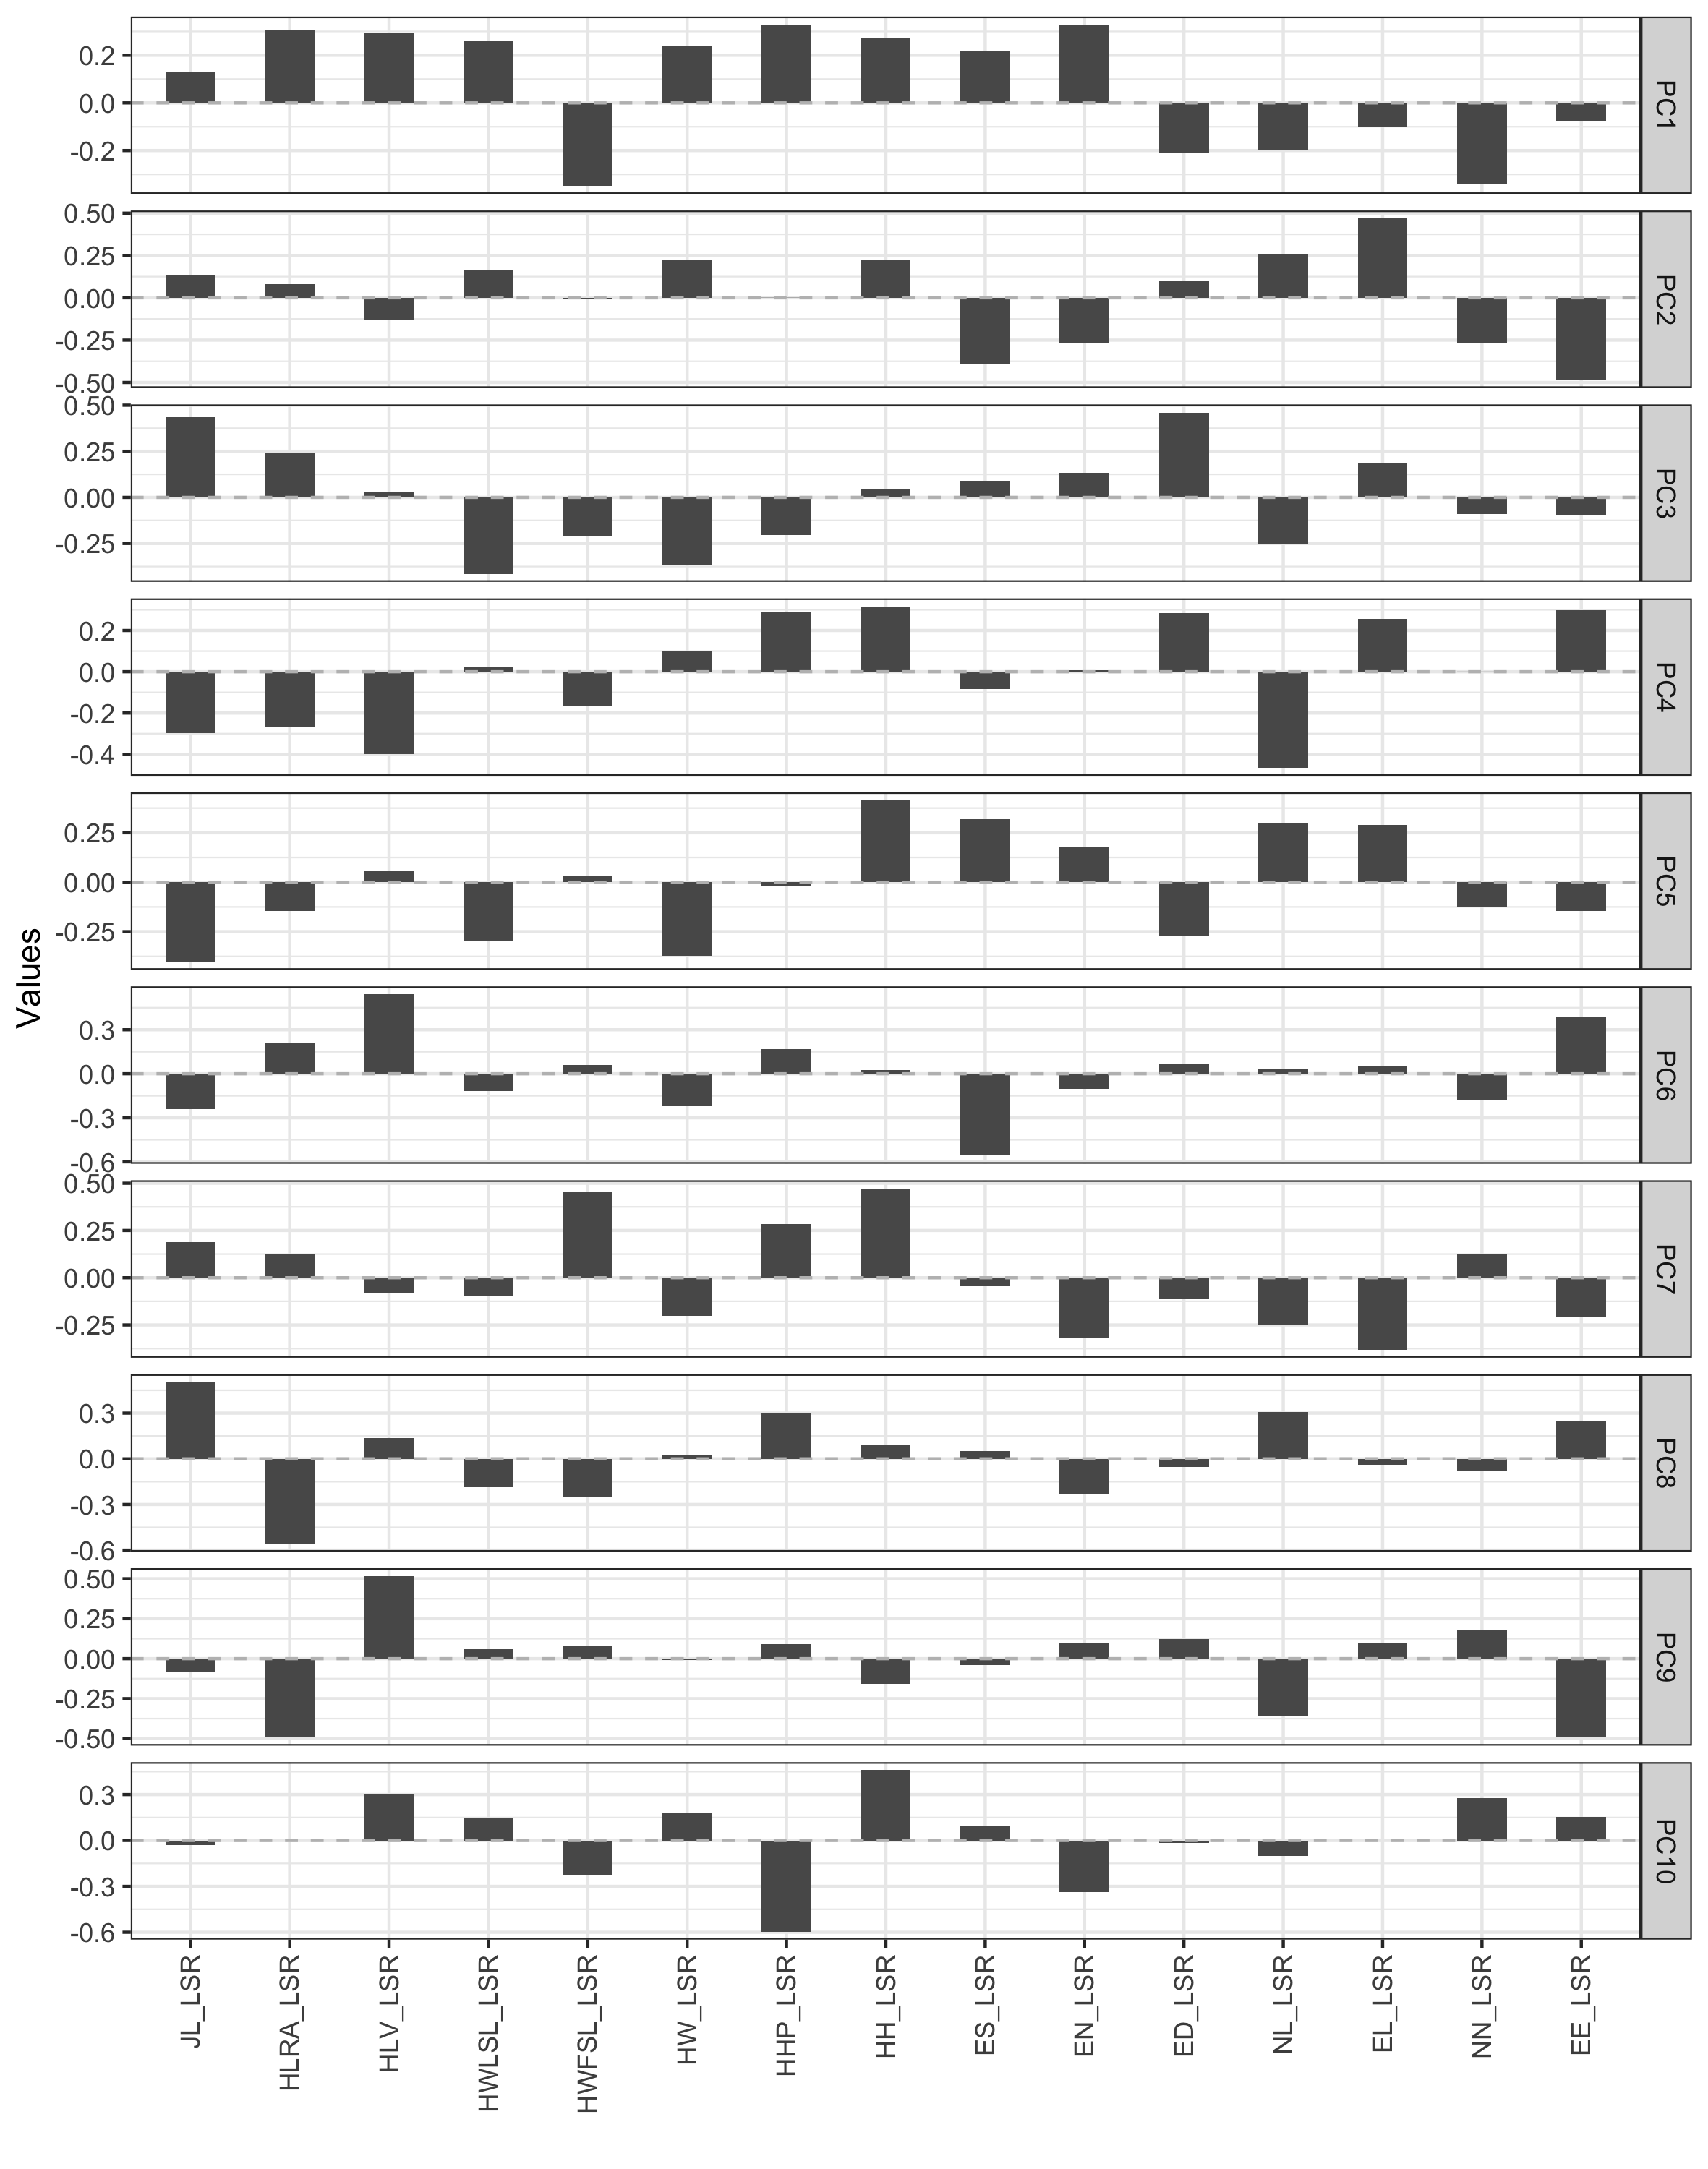 Values
0.2
0.0
-0.2
PC1
0.50
0.25
0.00
-0.25
-0.50
PC2
0.50
0.25
0.00
-0.25
PC3
0.2
0.0
-0.2
-0.4
PC4
0.25
0.00
-0.25
PC5
0.3
0.0
-0.3
-0.6
PC6
0.50
0.25
0.00
-0.25
PC7
0.3
0.0
-0.3
-0.6
PC8
0.50
0.25
0.00
-0.25
-0.50
PC9
0.3
0.0
-0.3
-0.6
PC10
JL_LSR
HLRA_LSR
HLV_LSR
HWLSL_LSR
HWFSL_LSR
HW_LSR
HHP_LSR
HH_LSR
ES_LSR
EN_LSR
ED_LSR
NL_LSR
EL_LSR
NN_LSR
EE_LSR